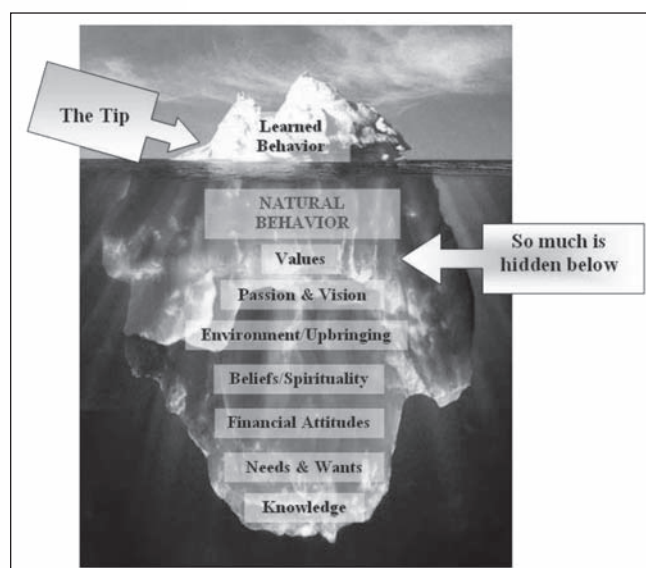 The Tip
Learned
Behavior
NATURAL
BEHAVIOR
So much is
hidden below
Values
Passion & Vision
Environment/Upbringing
Beliefs/Spirituality
Financial Attitudes
Needs & Wants
Knowledge